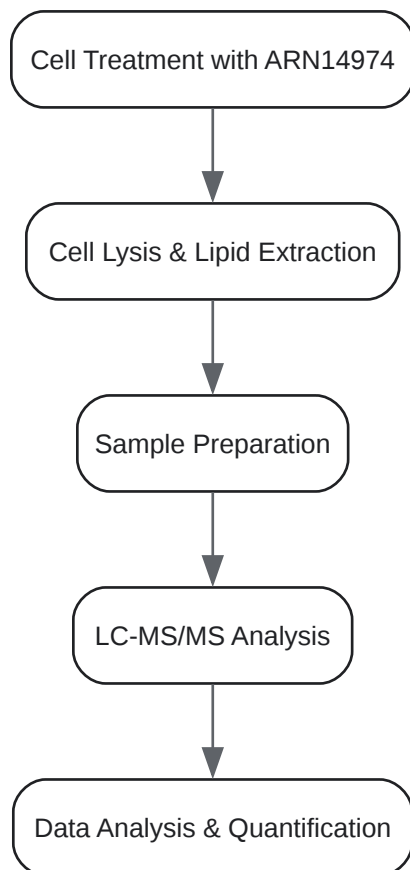 Cell Treatment with ARN14974
Cell Lysis & Lipid Extraction
Sample Preparation
LC-MS/MS Analysis
Data Analysis & Quantification